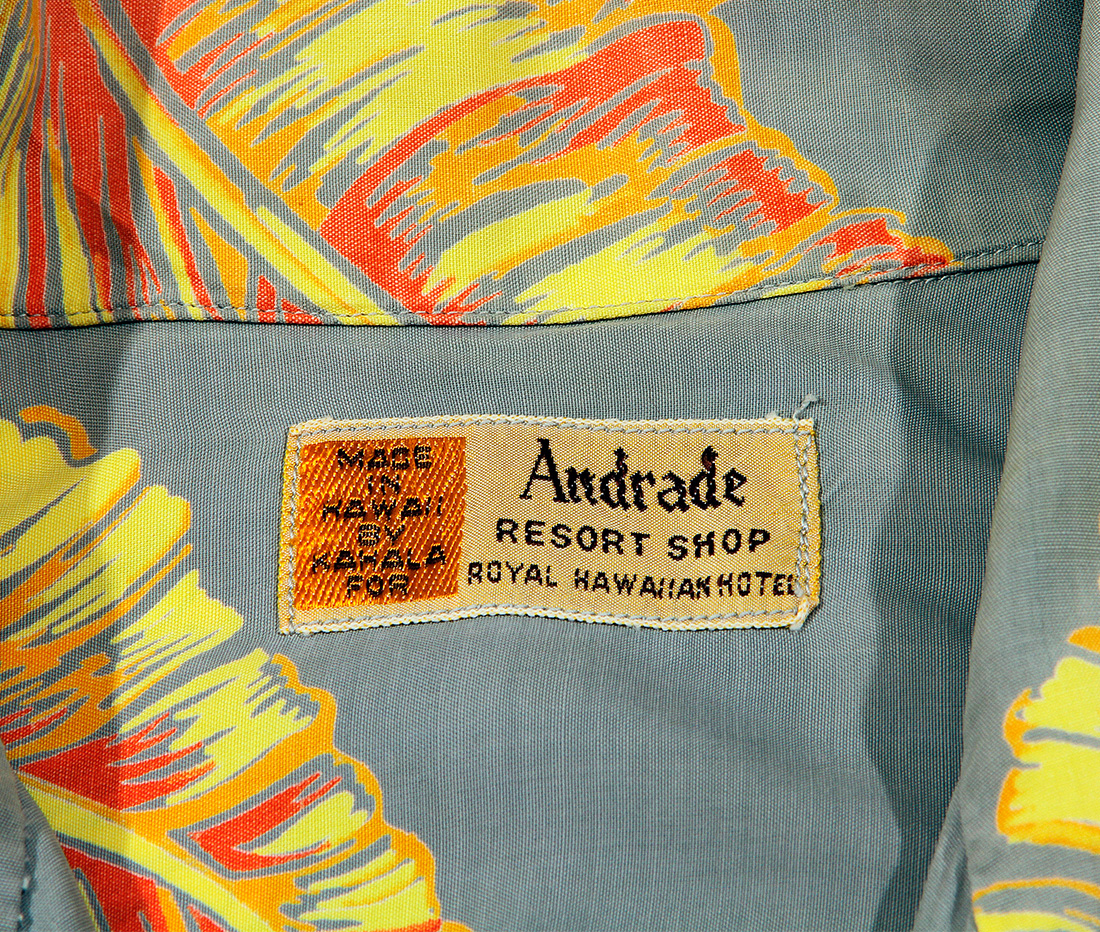 MADE
IN
HAWAII
BY
KAHALA
FOR
Andrade
RESORT SHOP
ROYAL HAWAIIAN HOTEL